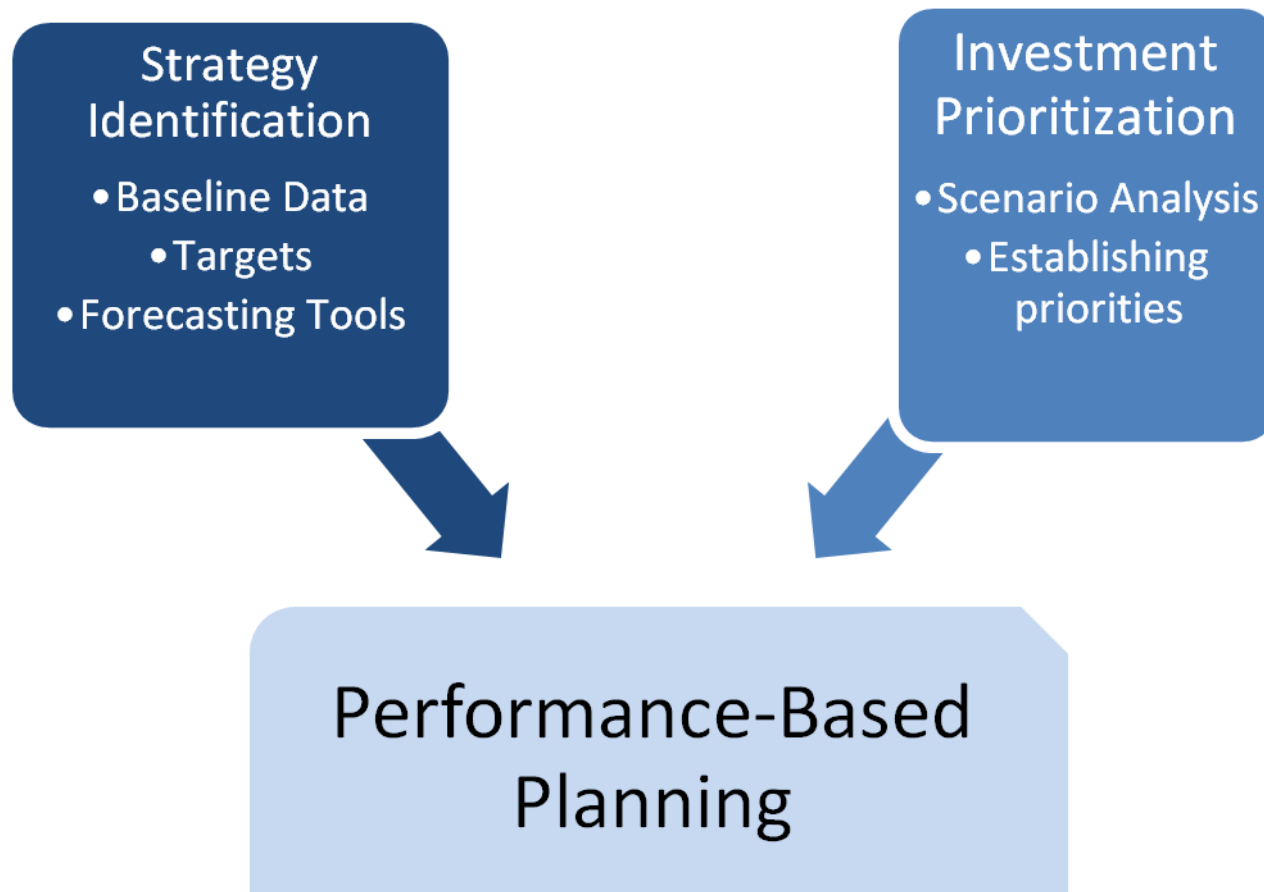 Strategy
Identification
•Baseline Data
•Targets
•Forecasting Tools
Investment
Prioritization
•Scenario Analysis
•Establishing
priorities
Performance-Based
Planning